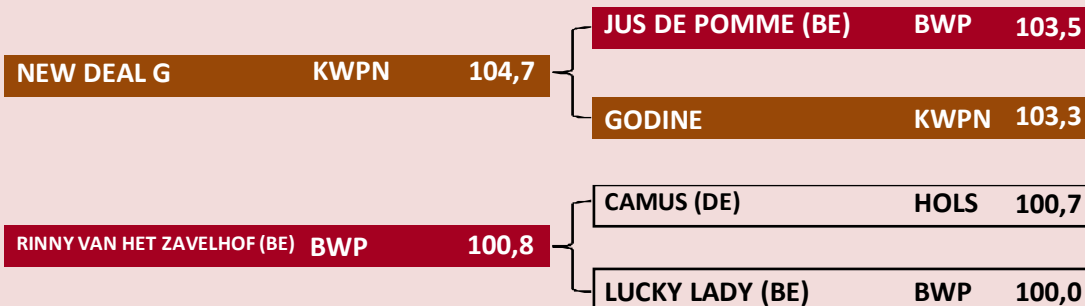 JUS DE POMME (BE) BWP 103,5
NEW DEAL G KWPN 104,7
GODINE KWPN 103,3
CAMUS (DE) HOLS 100,7
RINNY VAN HET ZAVELHOF (BE) BWP 100,8
LUCKY LADY (BE) BWP 100,0